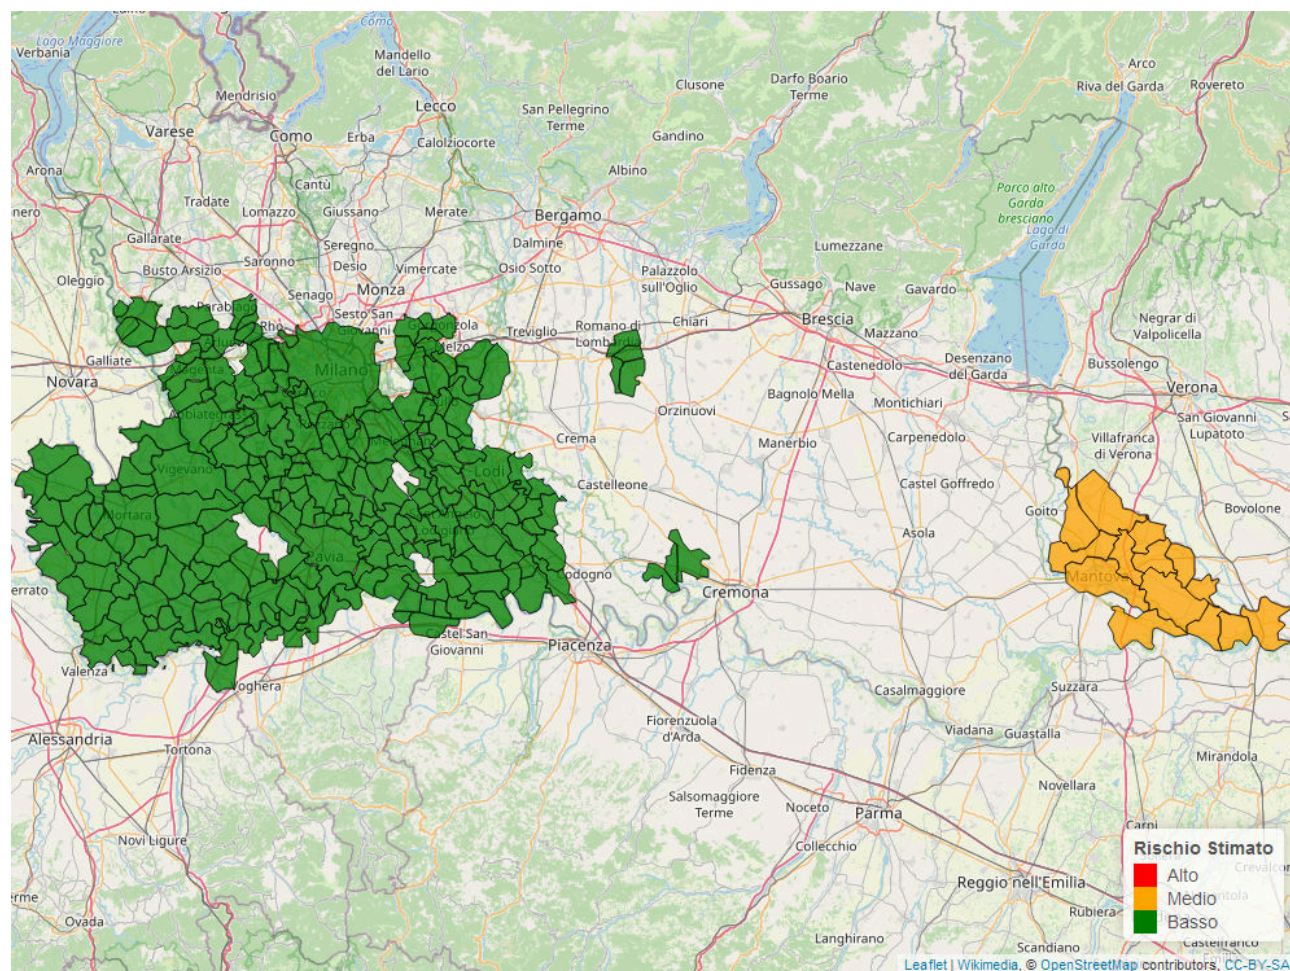 Como
Lago Maggiore
Verbania
Mandello
del Lario
Clusone
Darfo Boario
Terme
Arco
Riva del Garda
Rovereto
Mendrisio
Lecco
San Pellegrino
Terme
Varese
Como
Erba
Calolziocorte
Gandino
Arona
Albino
Cantù
Parco alto
Garda
bresciano
Lago di
Garda
Tradate
Lomazzo
Giussano
Merate
Bergamo
Gallarate
Seregno
Dalmine
Lumezzane
Saronno
Desio
Vimercate
Osio Sotto
Palazzolo
sull'Oglio
Busto Arsizio
Oleggio
Senago
Monza
Gussago
Nave
Gavardo
Sesto San
Giovanni
Rho
Treviglio
Romano di
Chiari
Brescia
Mazzano
Negrar di
Valpolicella
Melzo
Galliate
Magenta
Milano
Castenedolo
Desenzano
del Garda
Bussolengo
Novara
Bagnolo Mella
Montichiari
Verona
San Giovanni
Lupatoto
Orzinuovi
Crema
Manerbio
Carpenedolo
Villafranca
di Verona
Vigevano
Lodi
Castelleone
Castel Goffredo
Goito
Bovolone
Mortara
Asola
Pavia
Codogno
Mantova
Cremona
Piacenza
Giovanni
Valenza
Voghera
Casalmaggiore
Suzzara
Fiorenzuola
d'Arda
Viadana
Guastalla
Alessandria
Tortona
Mirandola
Fidenza
Novellara
Salsomaggiore
Terme
Noceto
Parma
Carpi
Novi Ligure
Collecchio
Rischio Stimato
Alto
Medio
Basso
Reggio nell'Emilia
Rubiera
Ovada
Langhirano
Scandiano
Castelfranco
Leaflet | Wikimedia, © OpenStreetMap contributors, CC-BY-SA